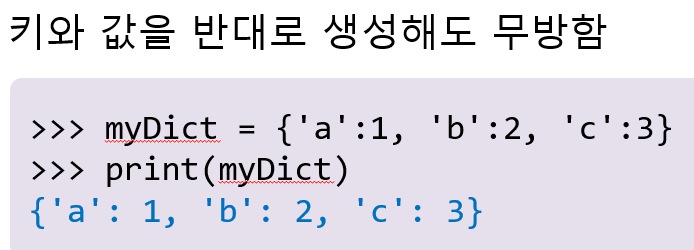 키와 값을 반대로 생성해도 무방함
>>> myDict = {'a':1, 'b':2, 'c':3}
>>> print(myDict)
{'a': 1, 'b': 2, 'c': 3}